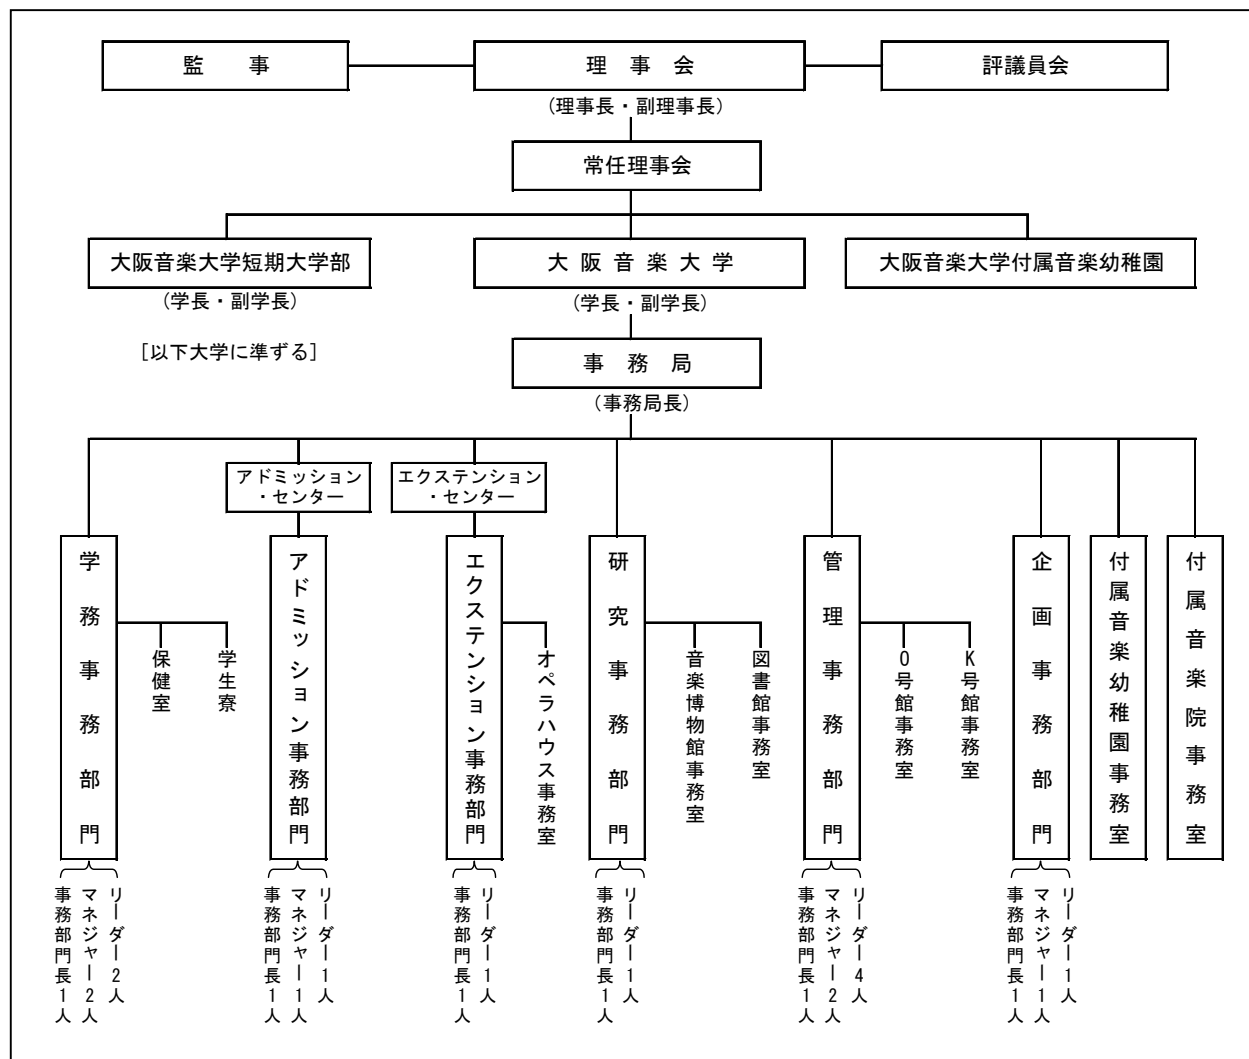 監　事
理　事　会
評議員会
(理事長・副理事長)
常任理事会
大阪音楽大学短期大学部
大 阪 音 楽 大 学
大阪音楽大学付属音楽幼稚園
(学長・副学長)
(学長・副学長)
[以下大学に準ずる]
事　務　局
(事務局長)
アドミッション
・センター
エクステンション
・センター
学務事務部門
保健室
学生寮
アドミッション事務部門
エクステンション事務部門
オペラハウス事務室
研究事務部門
音楽博物館事務室
図書館事務室
管理事務部門
O号館事務室
K号館事務室
企画事務部門
付属音楽幼稚園事務室
付属音楽院事務室
リーダー2人
マネジャー2人
事務部門長1人
リーダー1人
マネジャー1人
事務部門長1人
リーダー1人
事務部門長1人
リーダー1人
事務部門長1人
リーダー4人
マネジャー2人
事務部門長1人
リーダー1人
マネジャー1人
事務部門長1人